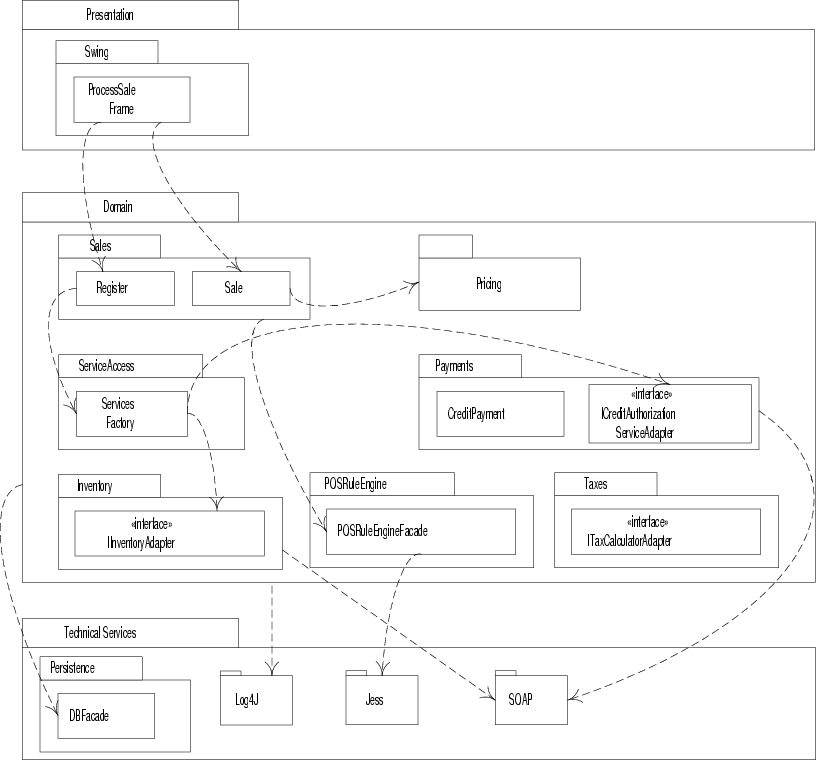 Presentation
Swing
ProcessSale
Frame
Domain
Sales
Register
Sale
Pricing
ServiceAccess
Services
Factory
Payments
CreditPayment
«interface»
ICreditAuthorization
ServiceAdapter
Inventory
«interface»
IInventoryAdapter
POSRuleEngine
POSRuleEngineFacade
Taxes
«interface»
ITaxCalculatorAdapter
Technical Services
Persistence
DBFacade
Log4J
Jess
SOAP